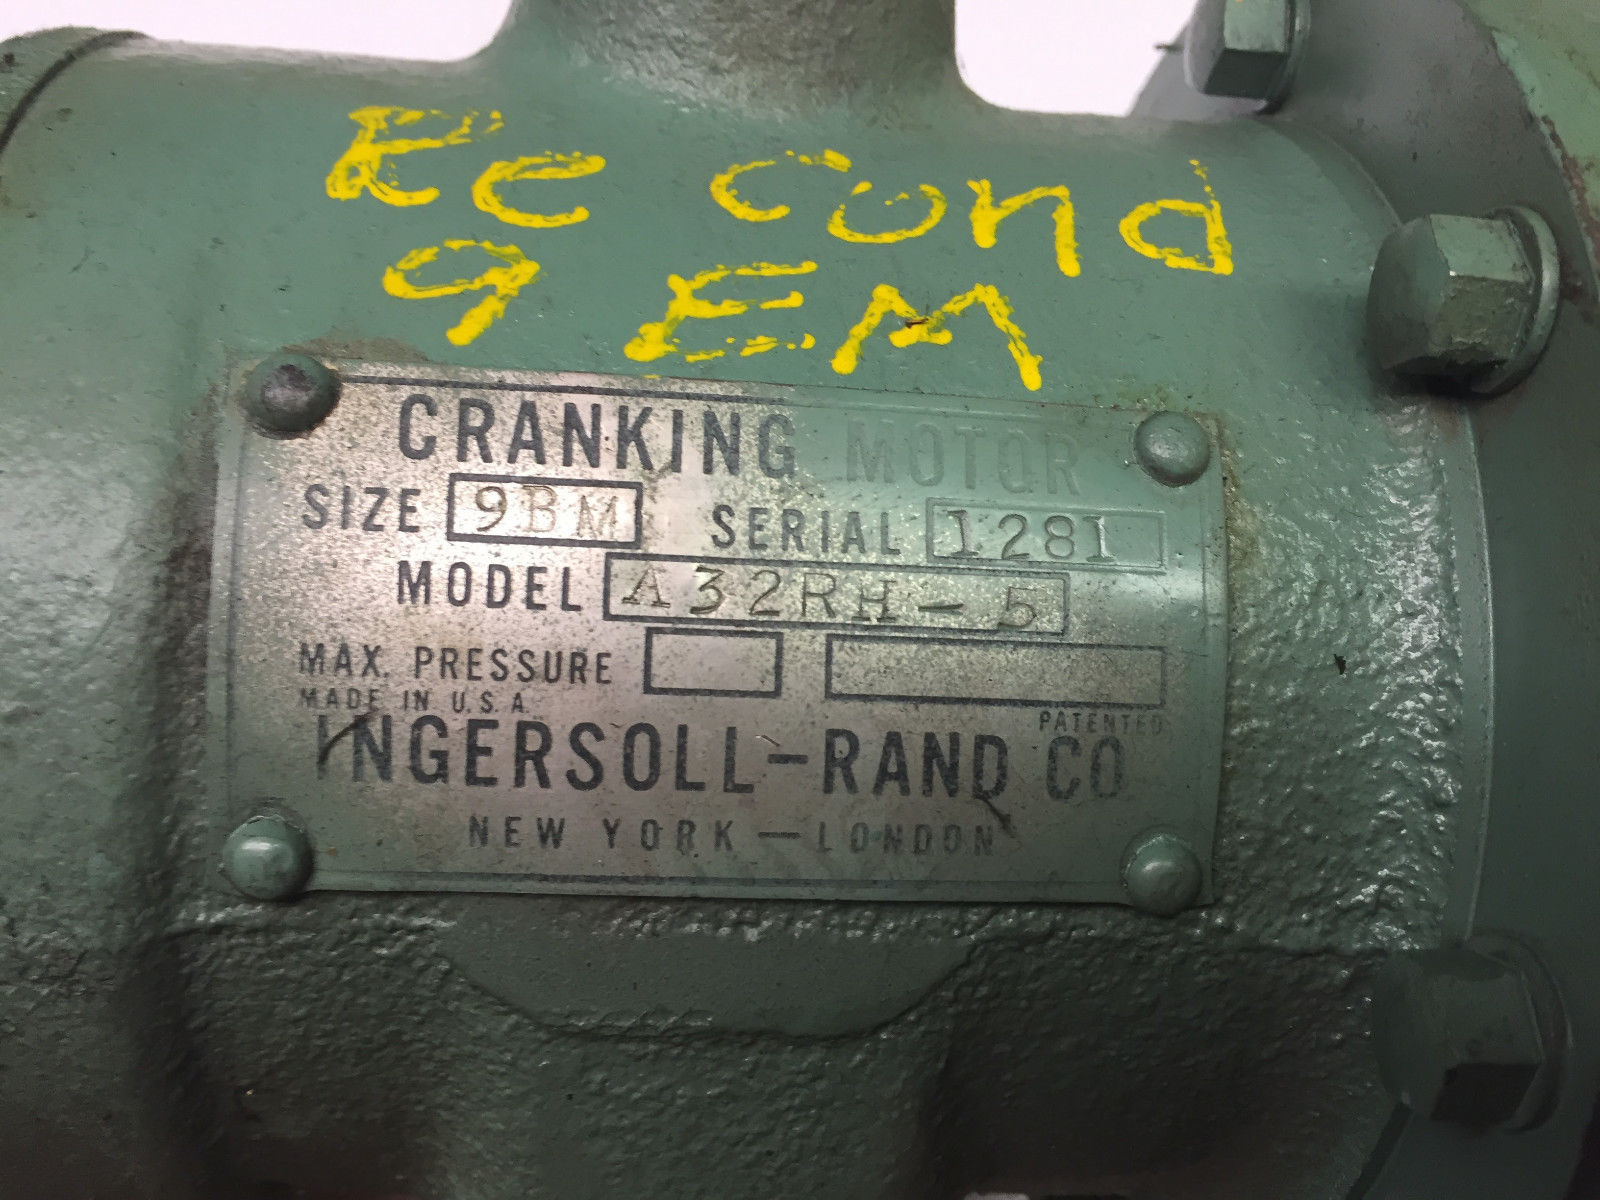 Re Cond
9 EM
CRANKING MOTOR
SIZE 9BM SERIAL 1281
MODEL A32RH-5
MAX. PRESSURE
MADE IN U.S.A.
PATENTED
INGERSOLL-RAND CO
NEW YORK — LONDON